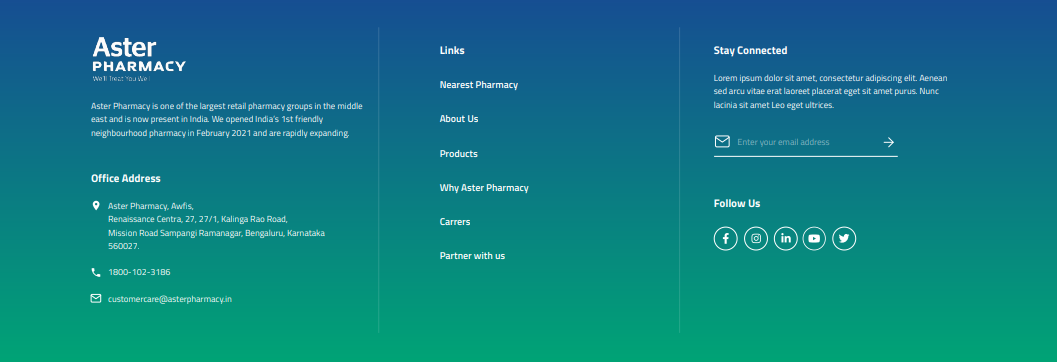 Aster
PHARMACY
We'll Treat You Well
Aster Pharmacy is one of the largest retail pharmacy groups in the middle
east and is now present in India. We opened India's 1st friendly
neighbourhood pharmacy in February 2021 and are rapidly expanding.
Office Address
Aster Pharmacy, Awfis,
Renaissance Centra, 27, 27/1, Kalinga Rao Road,
Mission Road Sampangi Ramanagar, Bengaluru, Karnataka
560027.
1800-102-3186
customercare@asterpharmacy.in
Links
Nearest Pharmacy
About Us
Products
Why Aster Pharmacy
Carrers
Partner with us
Stay Connected
Lorem ipsum dolor sit amet, consectetur adipiscing elit. Aenean
sed arcu vitae erat laoreet placerat eget sit amet purus. Nunc
lacinia sit amet Leo eget ultrices.
Enter your email address
Follow Us